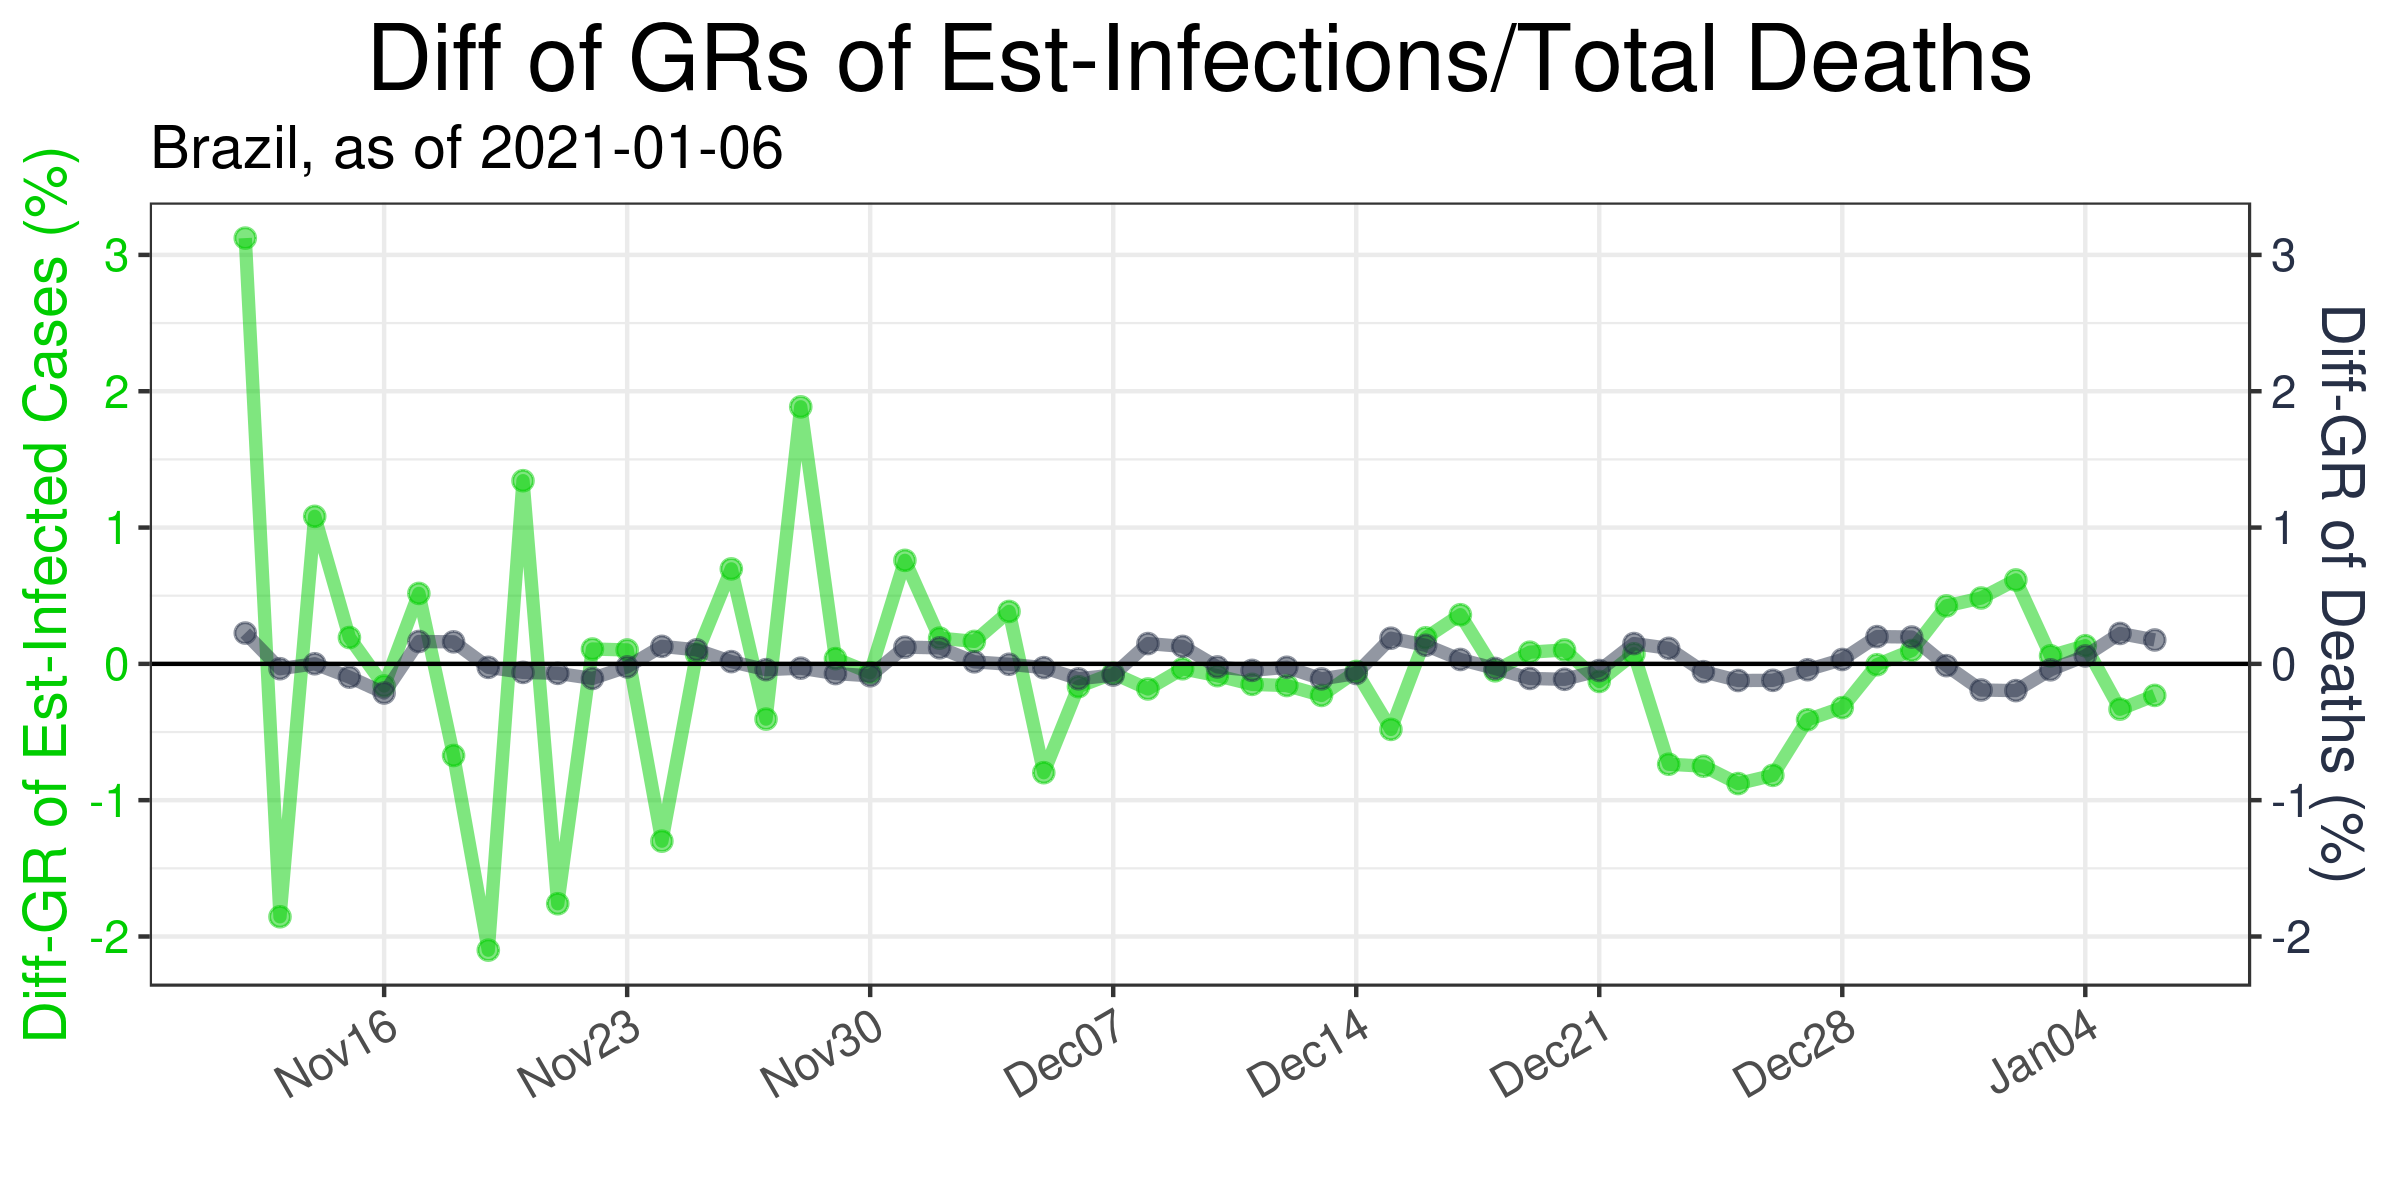 Diff of GRs of Est-Infections/Total Deaths
Brazil, as of 2021-01-06
Diff-GR of Est-Infected Cases (%)
3
2
1
0
-1
-2
3
2
1
0
-1
-2
Diff-GR of Deaths (%)
Nov16
Nov23
Nov30
Dec07
Dec14
Dec21
Dec28
Jan04